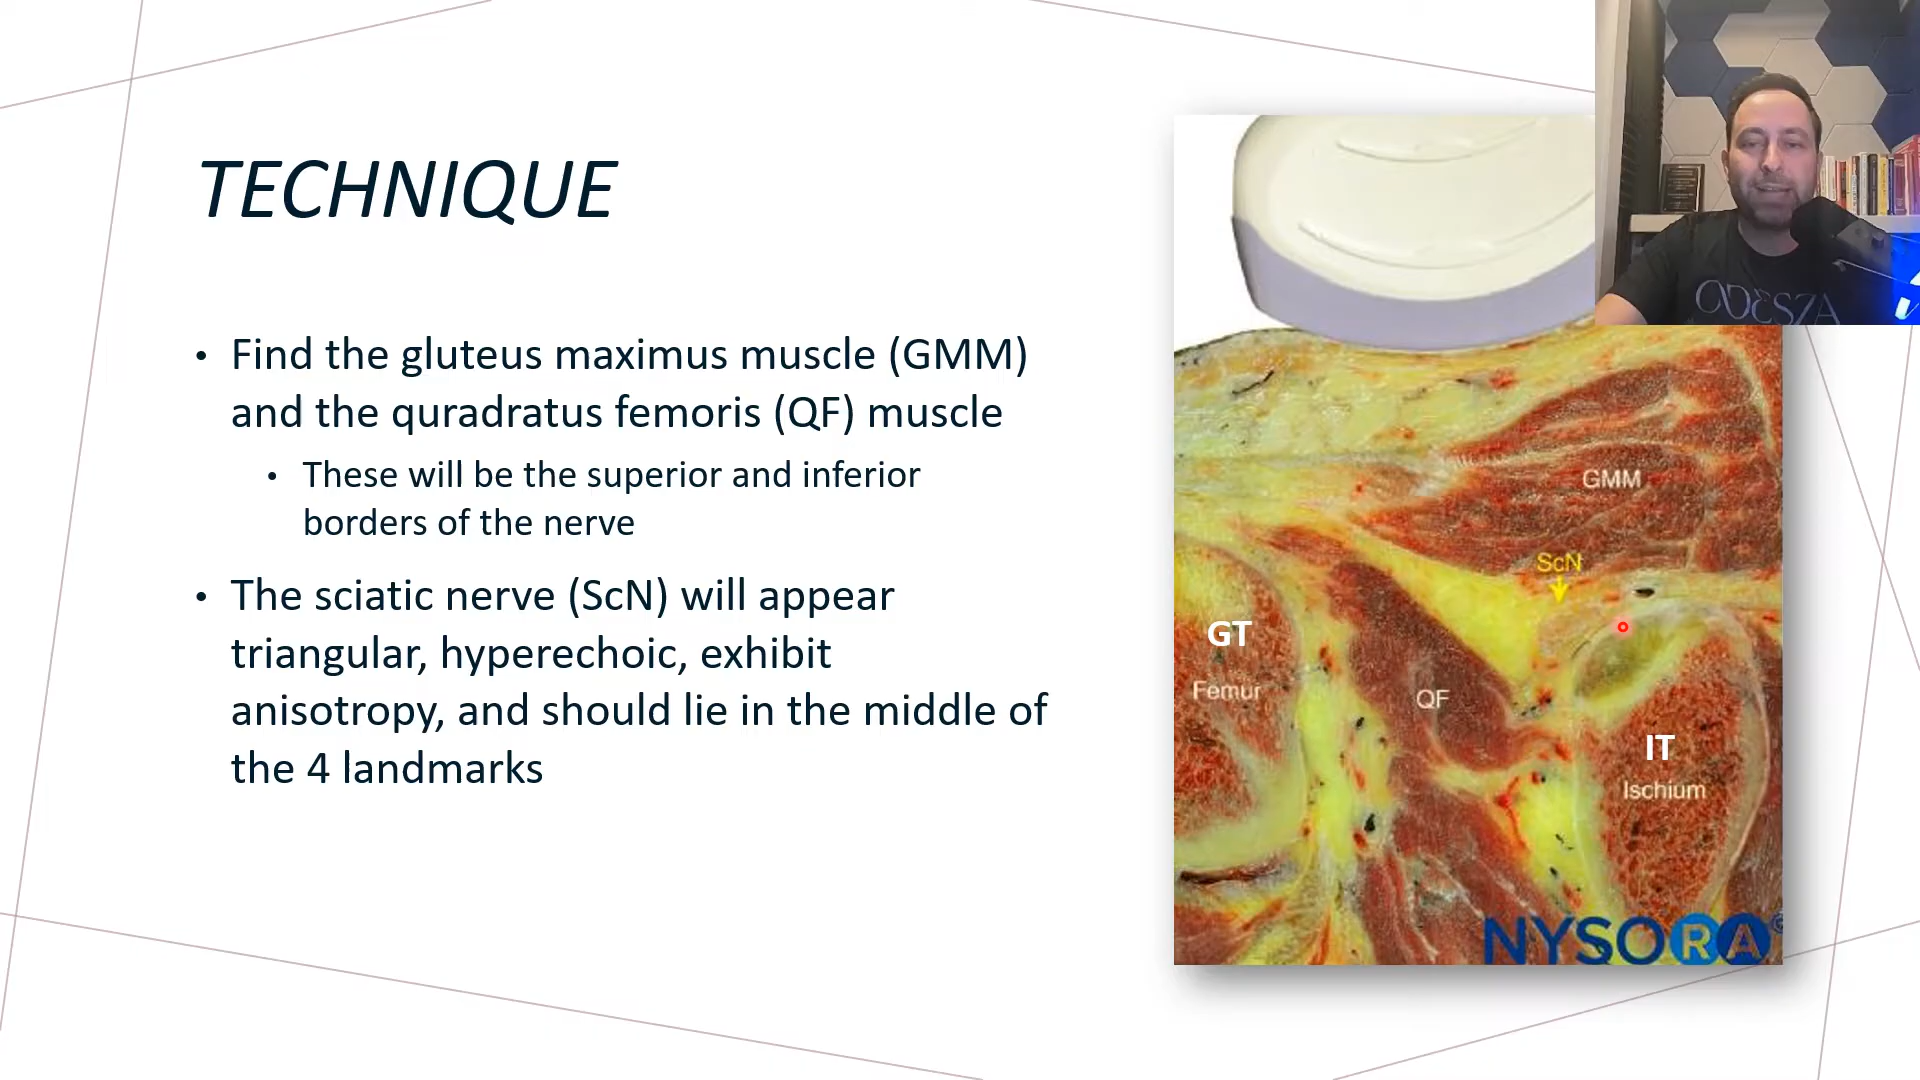 TECHNIQUE
• Find the gluteus maximus muscle (GMM)
and the quradratus femoris (QF) muscle
• These will be the superior and inferior
borders of the nerve
• The sciatic nerve (ScN) will appear
triangular, hyperechoic, exhibit
anisotropy, and should lie in the middle of
the 4 landmarks
GMM
ScN
GT
Femur
QF
IT
Ischium
NYSORA
ODESZA